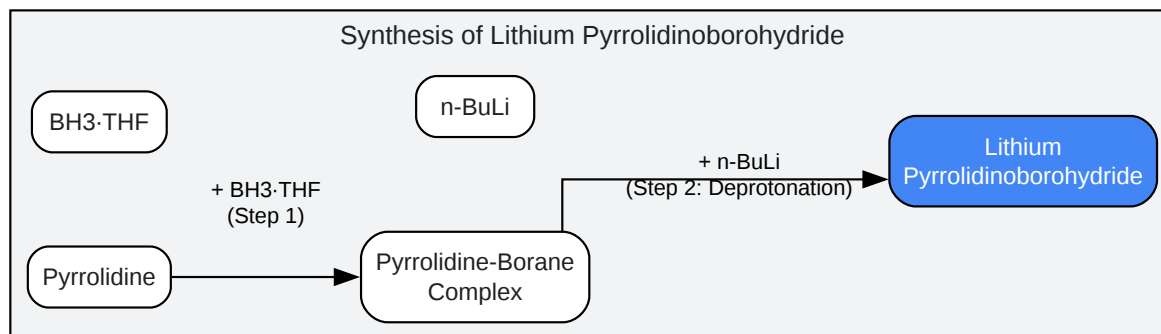 Synthesis of Lithium Pyrrolidinoborohydride
BH3·THF
n-BuLi
Lithium
Pyrrolidinoborohydride
+ n-BuLi
(Step 2: Deprotonation)
+ BH3·THF
(Step 1)
Pyrrolidine
Pyrrolidine-Borane
Complex